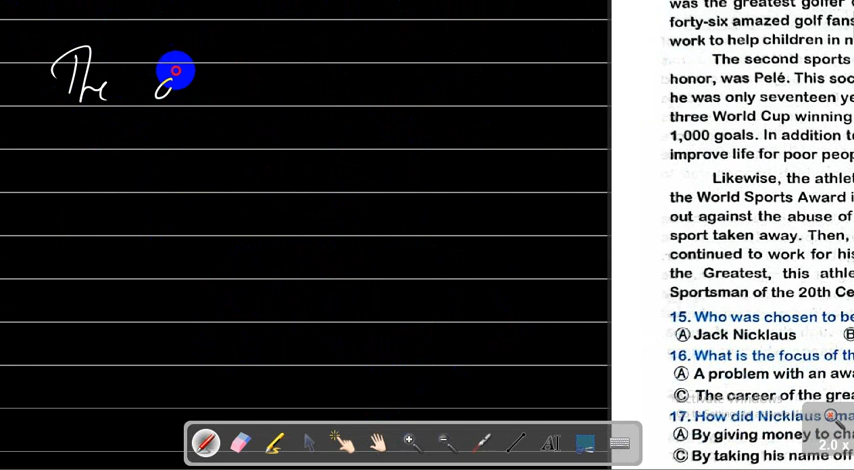 The
was the greatest golfer
forty-six amazed golf fans
work to help children in n
The second sports
honor, was Pelé. This soc
he was only seventeen ye
three World Cup winning
1,000 goals. In addition to
improve life for poor peop
Likewise, the athlet
the World Sports Award i
out against the abuse of
sport taken away. Then,
continued to work for his
the Greatest, this athle
Sportsman of the 20th Ce
15. Who was chosen to be
Ⓐ Jack Nicklaus Ⓑ
16. What is the focus of th
Ⓐ A problem with an awa
Ⓒ The career of the grea
17. How did Nicklaus ma
Ⓐ By giving money to ch
Ⓒ By taking his name off
AI
2.0 x